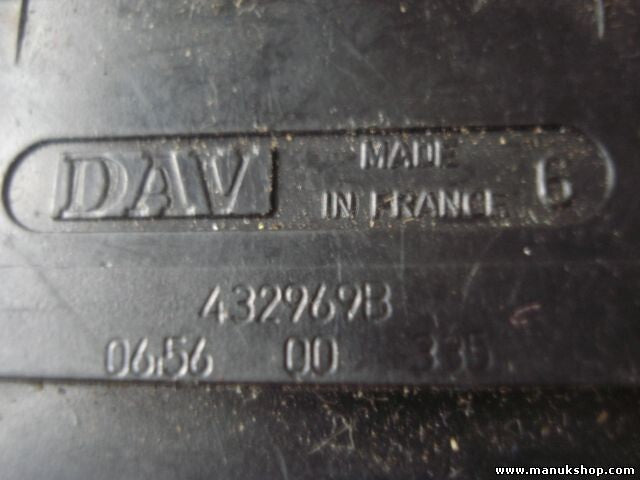 DAV MADE
IN FRANCE 6
432969B
0656 00 335
www.manukshop.com